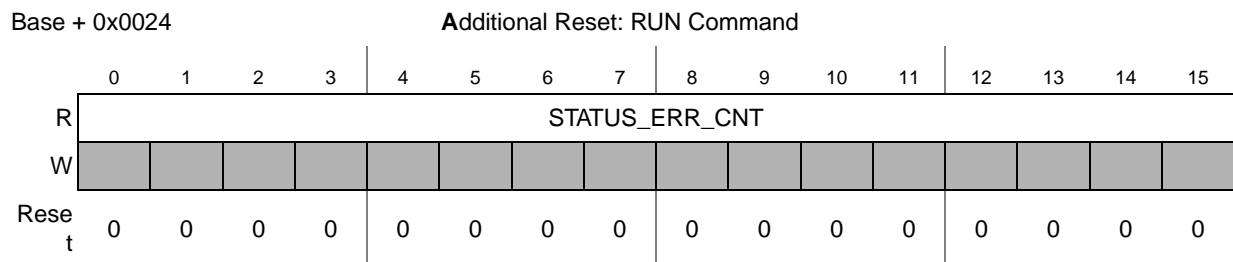 Base + 0x0024 Additional Reset: RUN Command
0 1 2 3 4 5 6 7 8 9 10 11 12 13 14 15
R STATUS_ERR_CNT
W
Rese
t 0 0 0 0 0 0 0 0 0 0 0 0 0 0 0 0